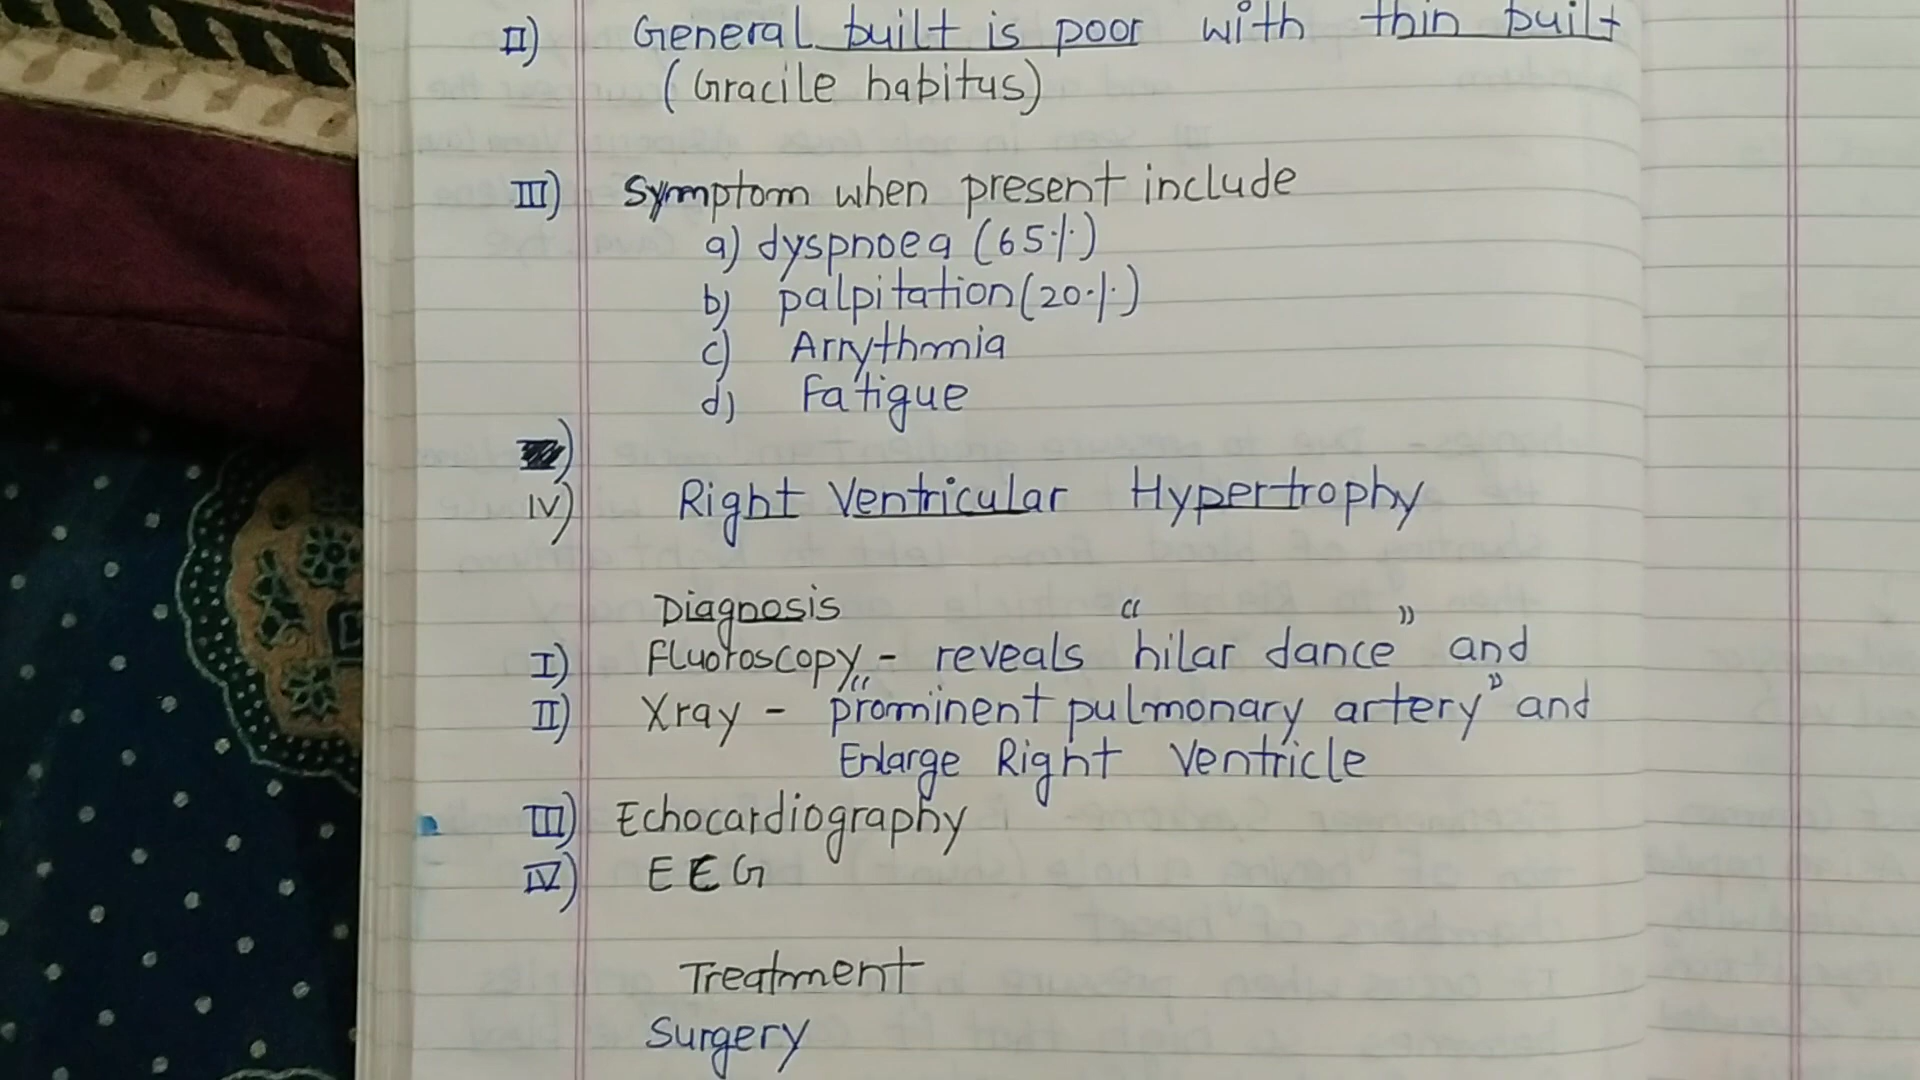 II) General built is poor with thin built
(Gracile habitus)
III) Symptom when present include
a) dyspnoea (65%)
b) palpitation (20%)
c) Arrythmia
d) Fatigue
IV) Right Ventricular Hypertrophy
Diagnosis
I) Fluoroscopy - reveals "hilar dance" and
II) Xray - "prominent pulmonary artery" and
Enlarge Right Ventricle
III) Echocardiography
IV) EEG
Treatment
Surgery